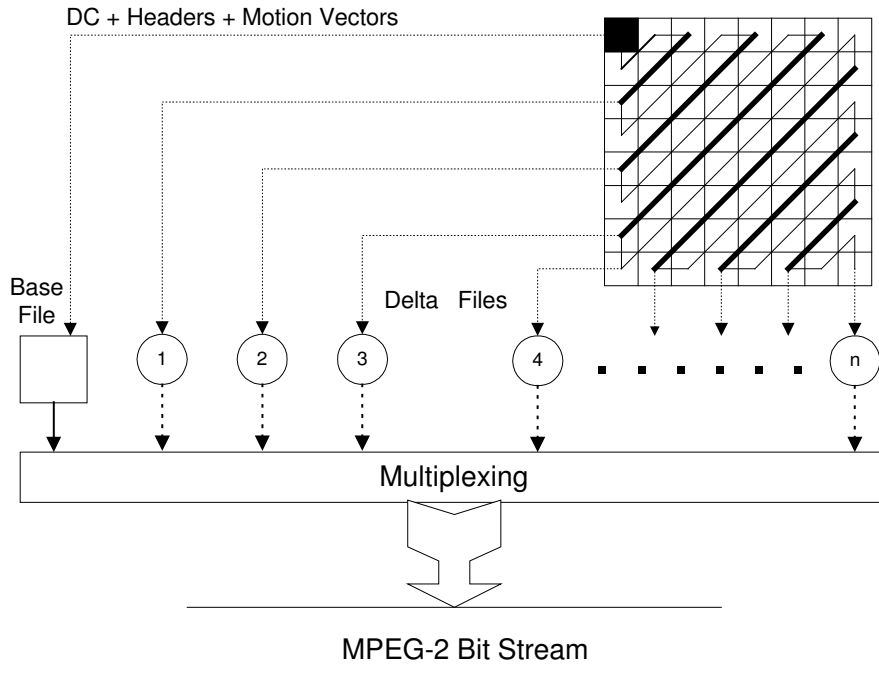 DC + Headers + Motion Vectors
Base
File
Delta Files
1
2
3
4
n
Multiplexing
MPEG-2 Bit Stream